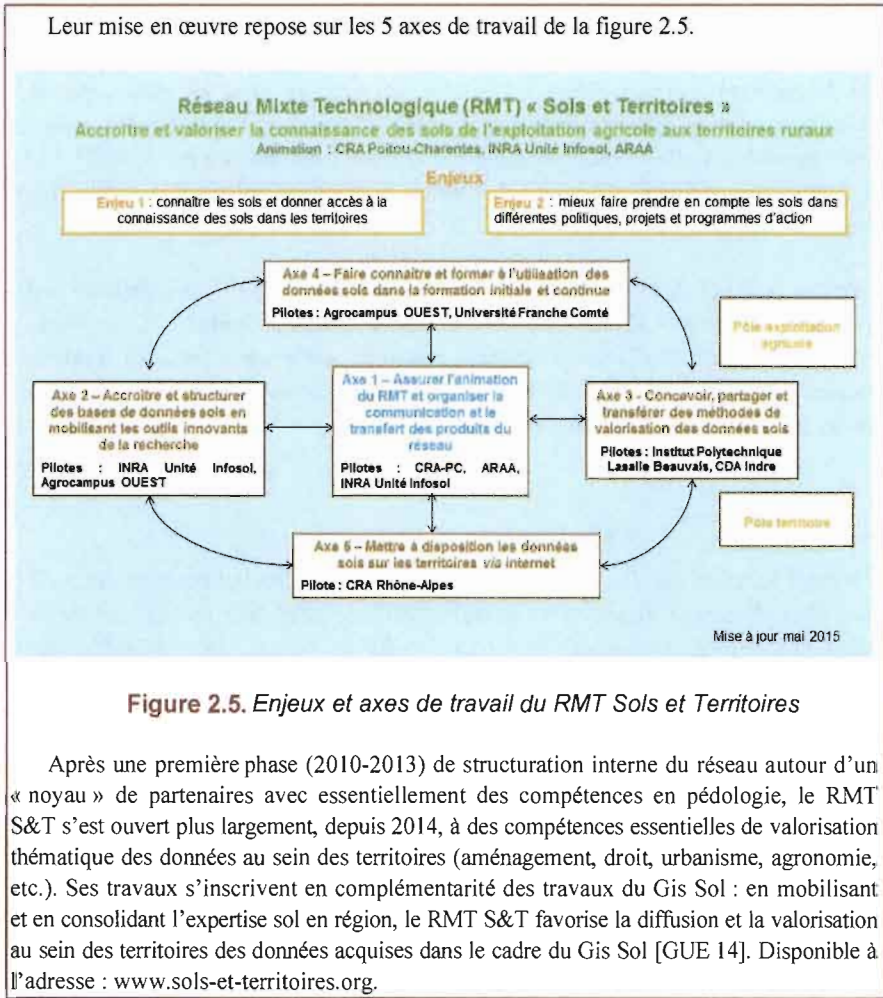 Leur mise en œuvre repose sur les 5 axes de travail de la figure 2.5.
Réseau Mixte Technologique (RMT) « Sols et Territoires »
Accroître et valoriser la connaissance des sols de l'exploitation agricole aux territoires ruraux
Animation : CRA Poitou-Charentes, INRA Unité Infosol, ARAA
Enjeux
Enjeu 1 : connaître les sols et donner accès à la
connaissance des sols dans les territoires
Enjeu 2 : mieux faire prendre en compte les sols dans
différentes politiques, projets et programmes d'action
Axe 4 – Faire connaître et former à l'utilisation des
données sols dans la formation initiale et continue
Pilotes : Agrocampus OUEST, Université Franche Comté
Pôle exploitation
agricole
Axe 2 – Accroître et structurer
des bases de données sols en
mobilisant les outils innovants
de la recherche
Pilotes : INRA Unité Infosol,
Agrocampus OUEST
Axe 1 – Assurer l'animation
du RMT et organiser la
communication et le
transfert des produits du
réseau
Pilotes : CRA-PC, ARAA,
INRA Unité Infosol
Axe 3 - Concevoir, partager et
transférer des méthodes de
valorisation des données sols
Pilotes : Institut Polytechnique
Lasalle Beauvais, CDA Indre
Pôle territoire
Axe 5 – Mettre à disposition les données
sols sur les territoires via internet
Pilote : CRA Rhône-Alpes
Mise à jour mai 2015
Figure 2.5. Enjeux et axes de travail du RMT Sols et Territoires
Après une première phase (2010-2013) de structuration interne du réseau autour d'un
« noyau » de partenaires avec essentiellement des compétences en pédologie, le RMT
S&T s'est ouvert plus largement, depuis 2014, à des compétences essentielles de valorisation
thématique des données au sein des territoires (aménagement, droit, urbanisme, agronomie,
etc.). Ses travaux s'inscrivent en complémentarité des travaux du Gis Sol : en mobilisant
et en consolidant l'expertise sol en région, le RMT S&T favorise la diffusion et la valorisation
au sein des territoires des données acquises dans le cadre du Gis Sol [GUE 14]. Disponible à
l'adresse : www.sols-et-territoires.org.